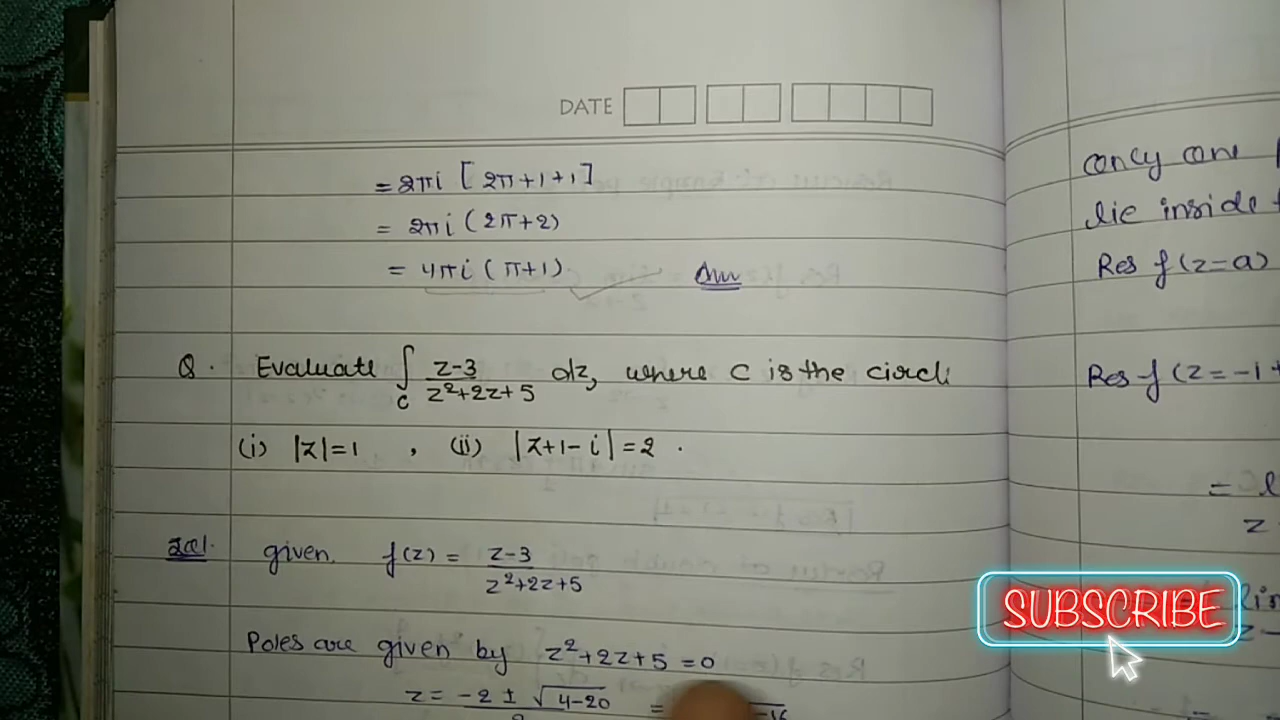 DATE
= 2πi [2π+1+1]
= 2πi (2π+2)
= 4πi (π+1) Ans
Q. Evaluate ∫_C (z-3)/(z²+2z+5) dz, where C is the circle
(i) |z|=1 , (ii) |z+1-i|=2 .
Sol. given. f(z) = (z-3)/(z²+2z+5)
Poles are given by z²+2z+5=0
z = -2 ± √(4-20) =
only one
lie inside
Res f(z=a)
Res f(z=-1+
=
z
SUBSCRIBE